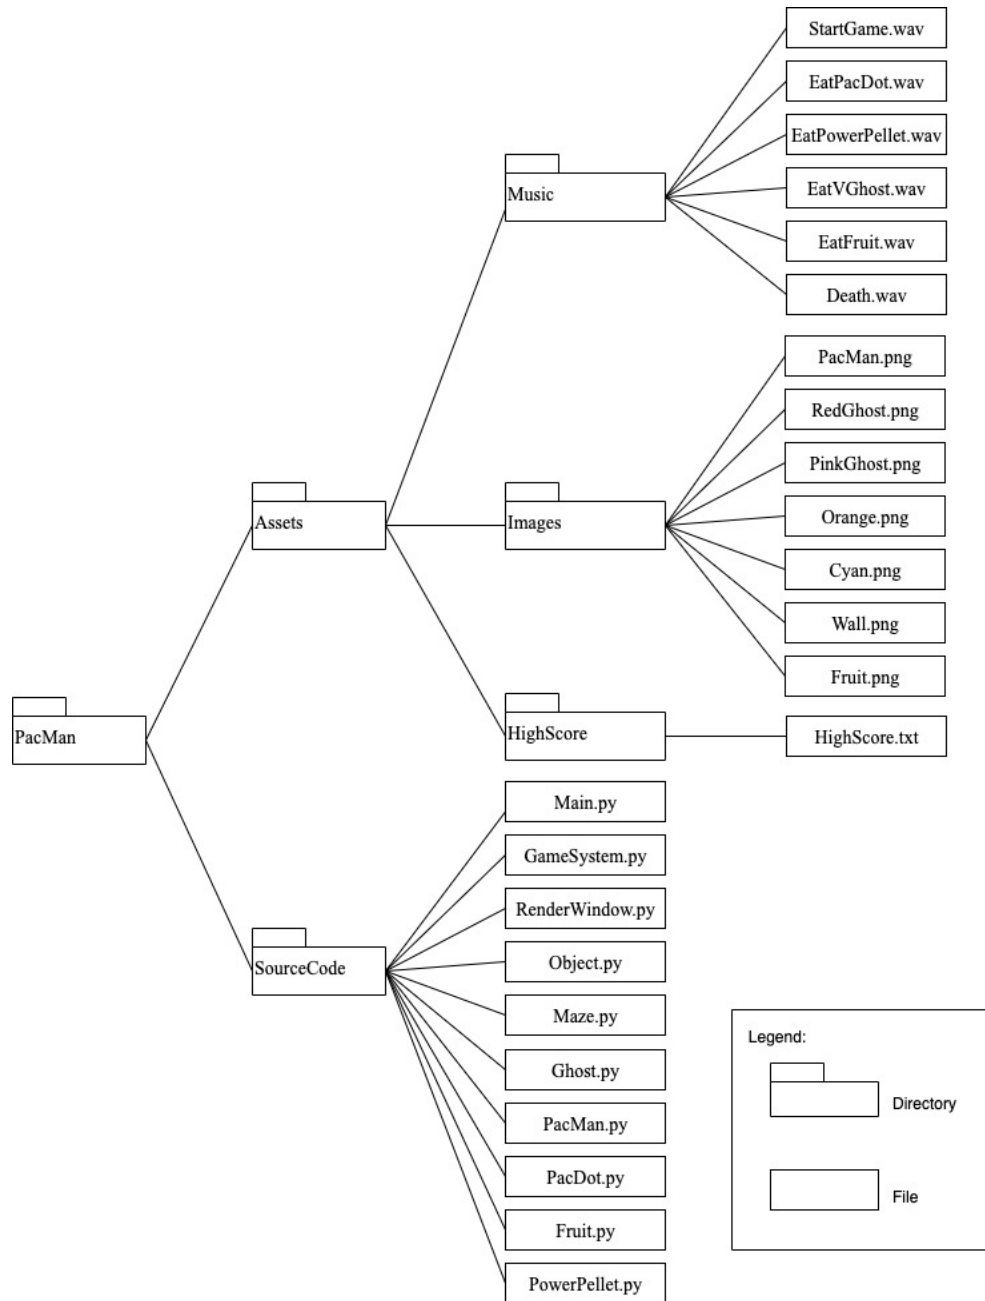 StartGame.wav
EatPacDot.wav
EatPowerPellet.wav
Music
EatVGhost.wav
EatFruit.wav
Death.wav
PacMan.png
RedGhost.png
PinkGhost.png
Assets
Images
Orange.png
Cyan.png
Wall.png
Fruit.png
PacMan
HighScore
HighScore.txt
Main.py
GameSystem.py
RenderWindow.py
SourceCode
Object.py
Maze.py
Ghost.py
PacMan.py
PacDot.py
Fruit.py
PowerPellet.py
Legend:
Directory
File